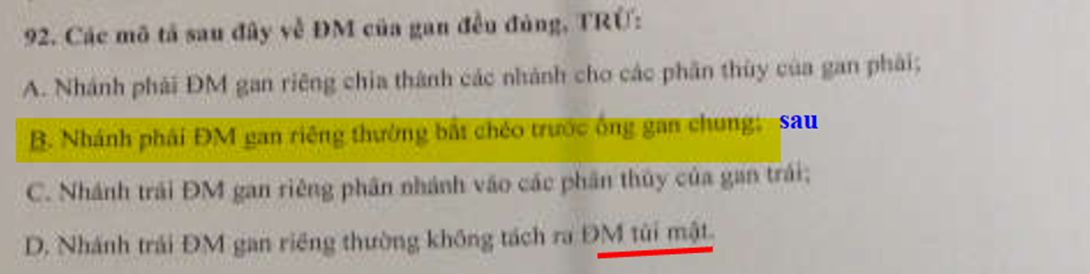 92. Các mô tả sau đây về ĐM của gan đều đúng, TRỪ:
A. Nhánh phải ĐM gan riêng chia thành các nhánh cho các phân thùy của gan phải;
B. Nhánh phải ĐM gan riêng thường bắt chéo trước ống gan chung; sau
C. Nhánh trái ĐM gan riêng phân nhánh vào các phân thùy của gan trái;
D. Nhánh trái ĐM gan riêng thường không tách ra ĐM túi mật.